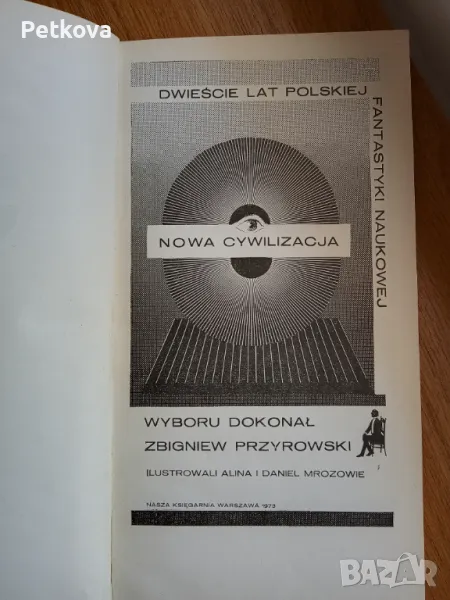 Petkova
DWIEŚCIE LAT POLSKIEJ
FANTASTYKI NAUKOWEJ
NOWA CYWILIZACJA
WYBORU DOKONAŁ
ZBIGNIEW PRZYROWSKI
ILUSTROWALI ALINA I DANIEL MROZOWIE
NASZA KSIĘGARNIA WARSZAWA 1973
BAZAR